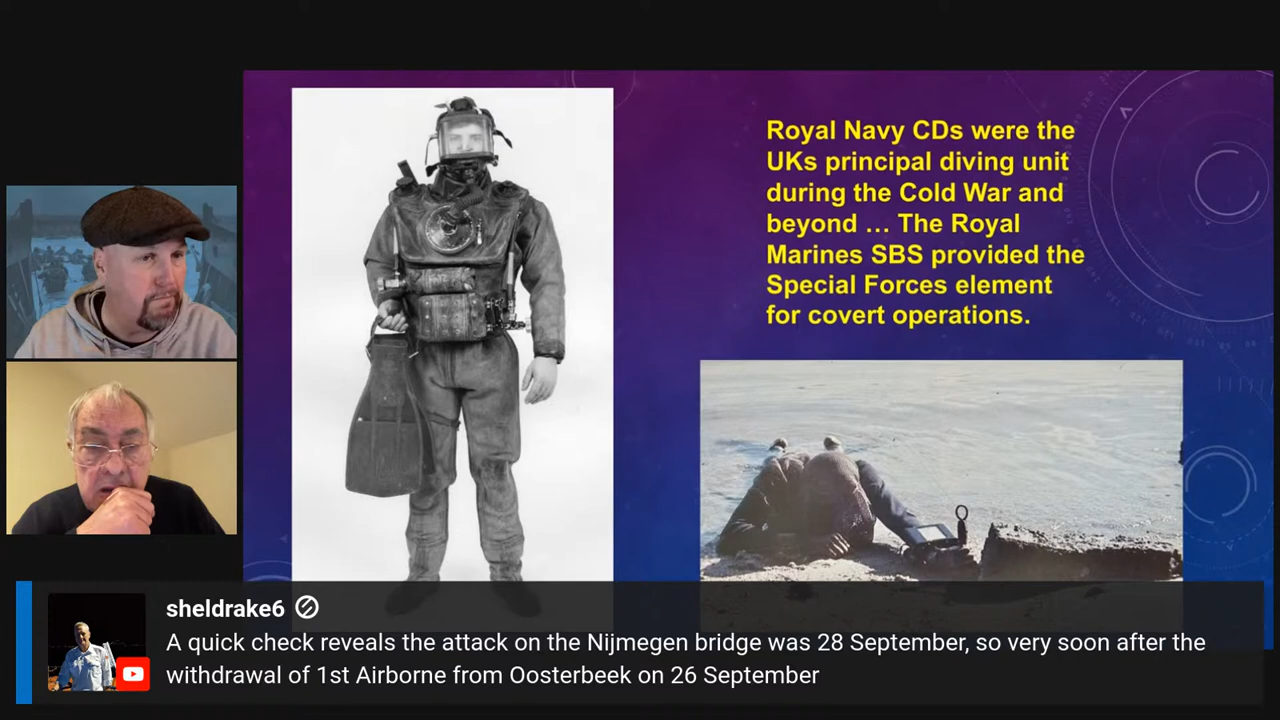 Royal Navy CDs were the
UKs principal diving unit
during the Cold War and
beyond … The Royal
Marines SBS provided the
Special Forces element
for covert operations.
sheldrake6
A quick check reveals the attack on the Nijmegen bridge was 28 September, so very soon after the
withdrawal of 1st Airborne from Oosterbeek on 26 September